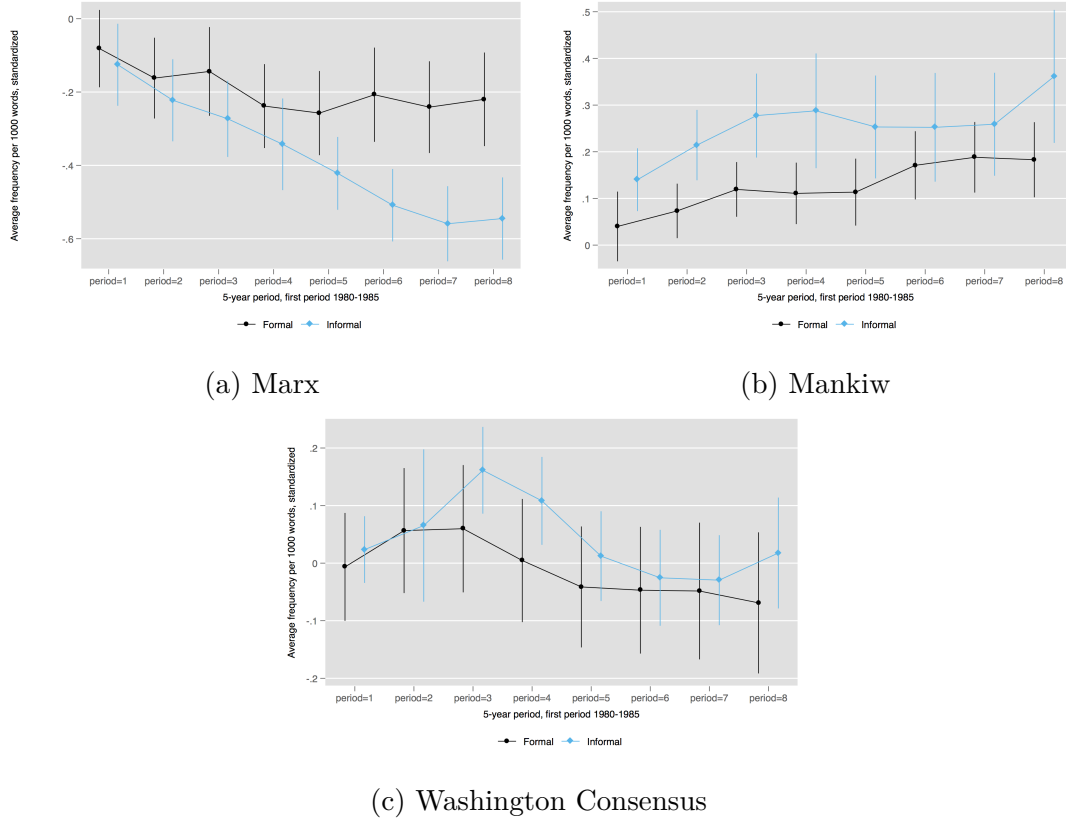 Average frequency per 1000 words, standardized
0
-.2
-.4
-.6
period=1 period=2 period=3 period=4 period=5 period=6 period=7 period=8
5-year period, first period 1980-1985
Formal Informal
(a) Marx
Average frequency per 1000 words, standardized
.5
.4
.3
.2
.1
0
period=1 period=2 period=3 period=4 period=5 period=6 period=7 period=8
5-year period, first period 1980-1985
Formal Informal
(b) Mankiw
Average frequency per 1000 words, standardized
.2
.1
0
-.1
-.2
period=1 period=2 period=3 period=4 period=5 period=6 period=7 period=8
5-year period, first period 1980-1985
Formal Informal
(c) Washington Consensus